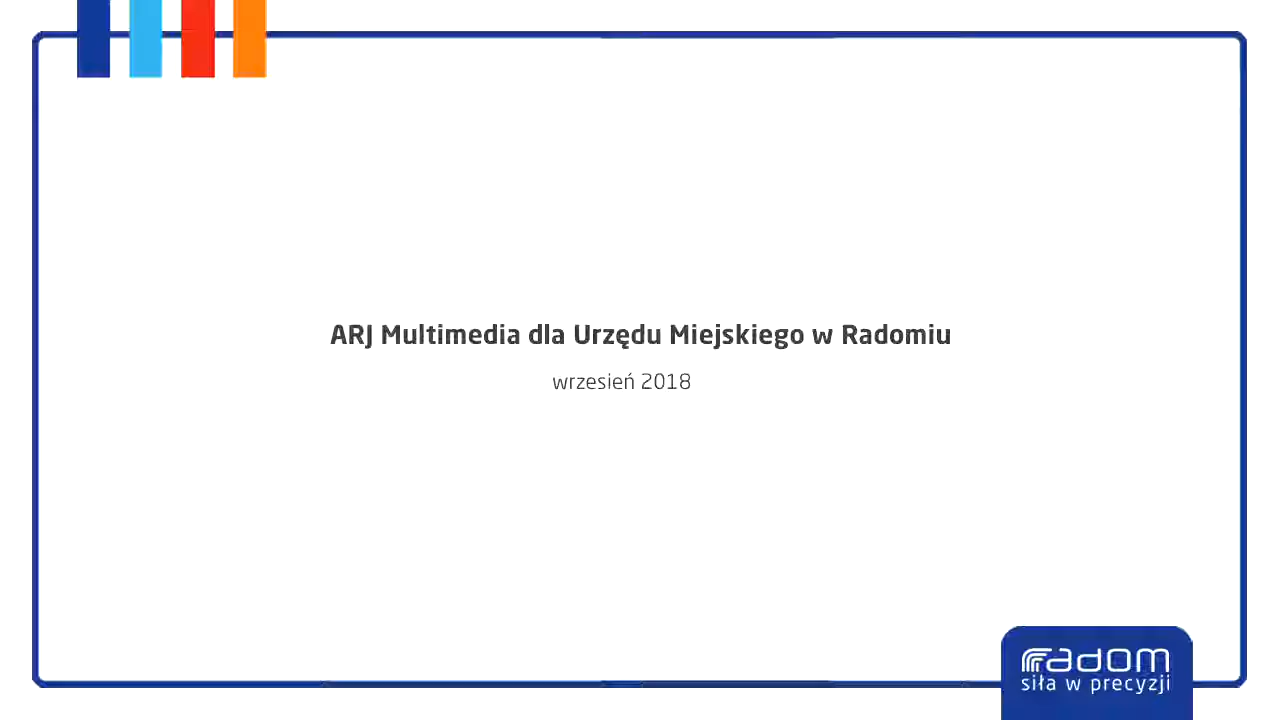 ARJ Multimedia dla Urzędu Miejskiego w Radomiu
wrzesień 2018
radom
siła w precyzji